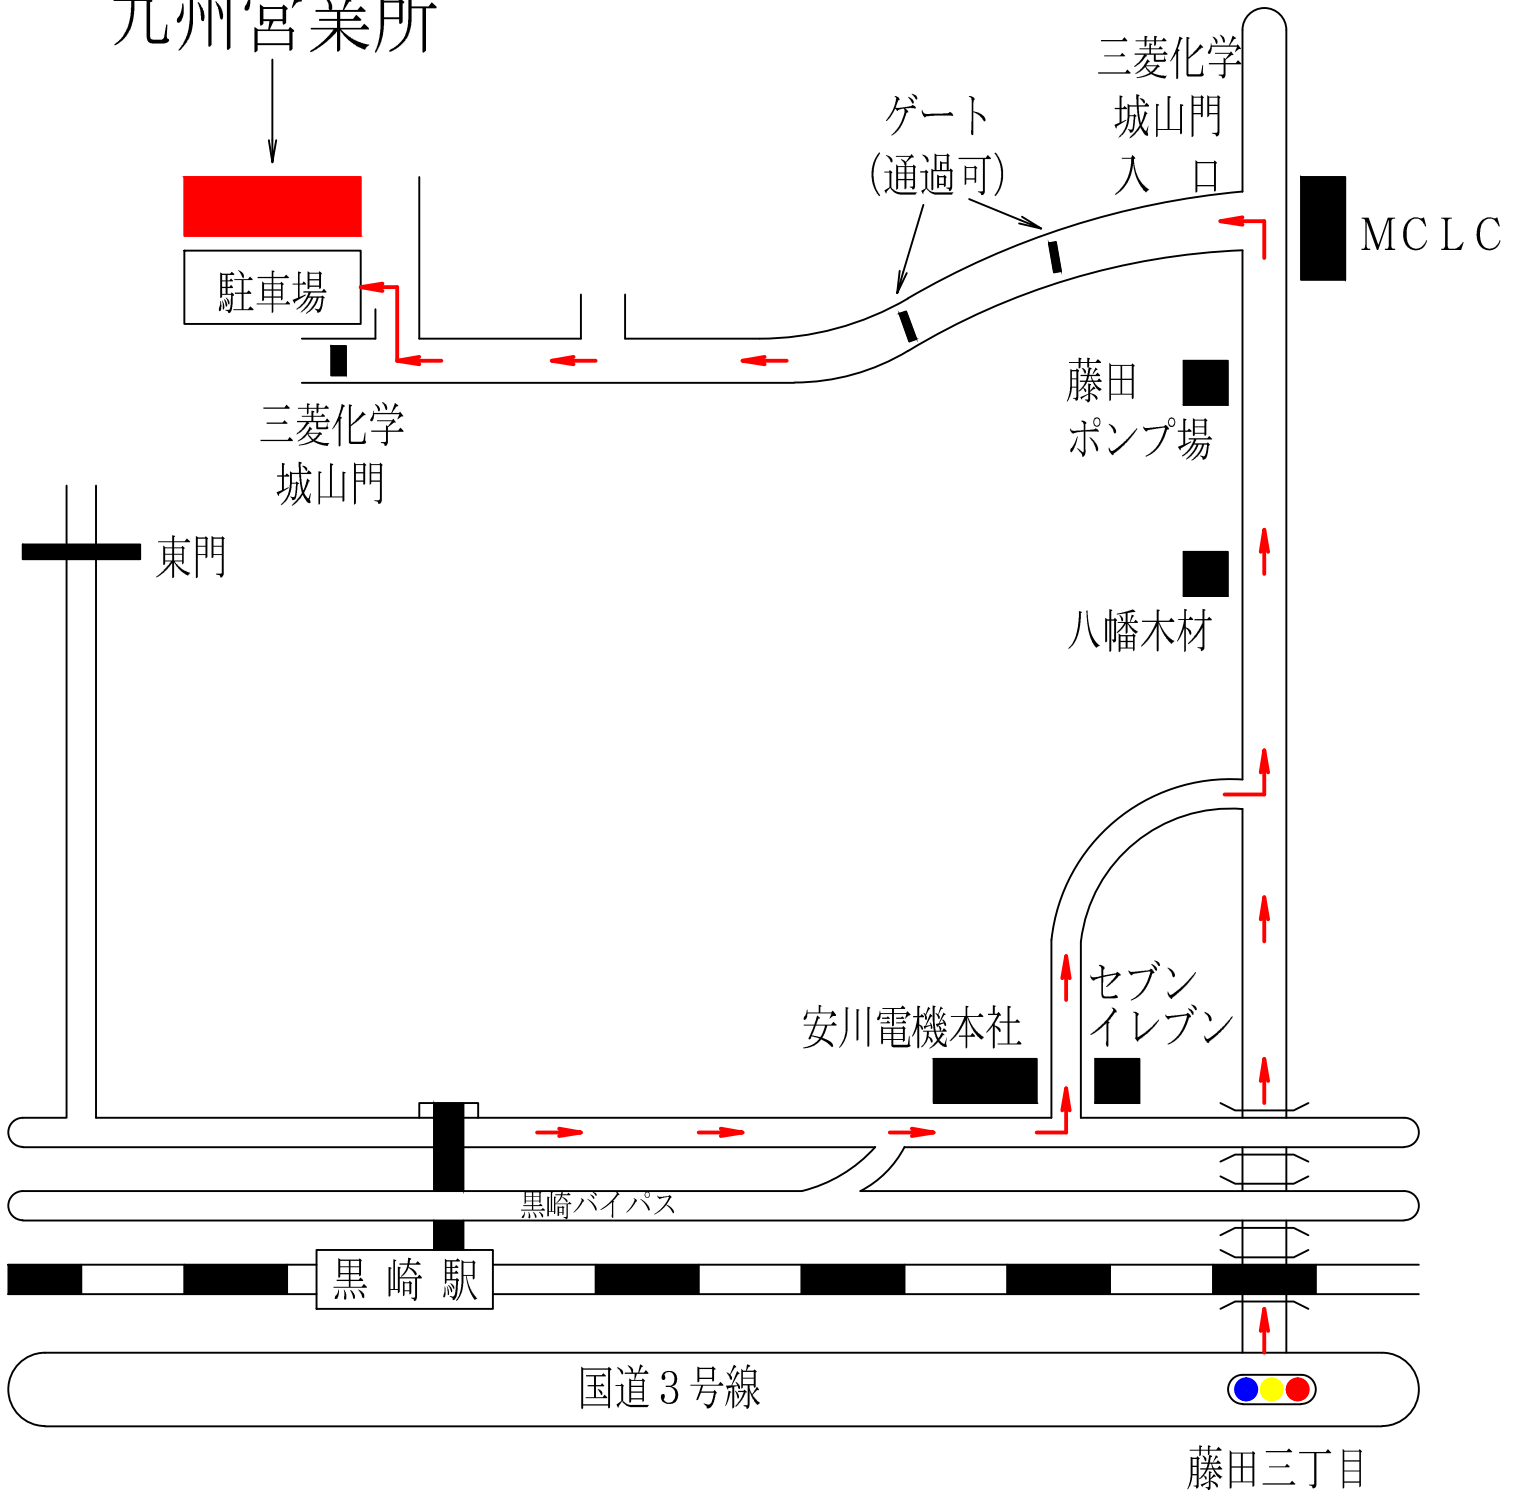 九州営業所
三菱化学
城山門
入 口
ゲート
(通過可)
MCLC
駐車場
藤田
ポンプ場
三菱化学
城山門
東門
八幡木材
セブン
イレブン
安川電機本社
黒崎バイパス
黒崎駅
国道3号線
藤田三丁目